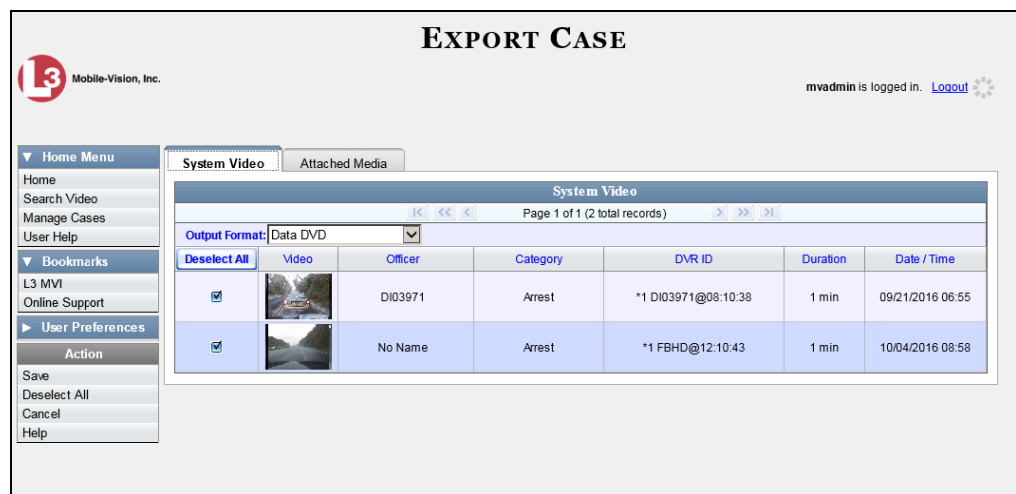 EXPORT CASE
L3 Mobile-Vision, Inc.
mvadmin is logged in. Logout
▼ Home Menu
Home
Search Video
Manage Cases
User Help
▼ Bookmarks
L3 MVI
Online Support
▶ User Preferences
Action
Save
Deselect All
Cancel
Help
System Video
Attached Media
System Video
Page 1 of 1 (2 total records)
Output Format: Data DVD
Deselect All Video Officer Category DVR ID Duration Date / Time
DI03971 Arrest *1 DI03971@08:10:38 1 min 09/21/2016 06:55
No Name Arrest *1 FBHD@12:10:43 1 min 10/04/2016 08:58